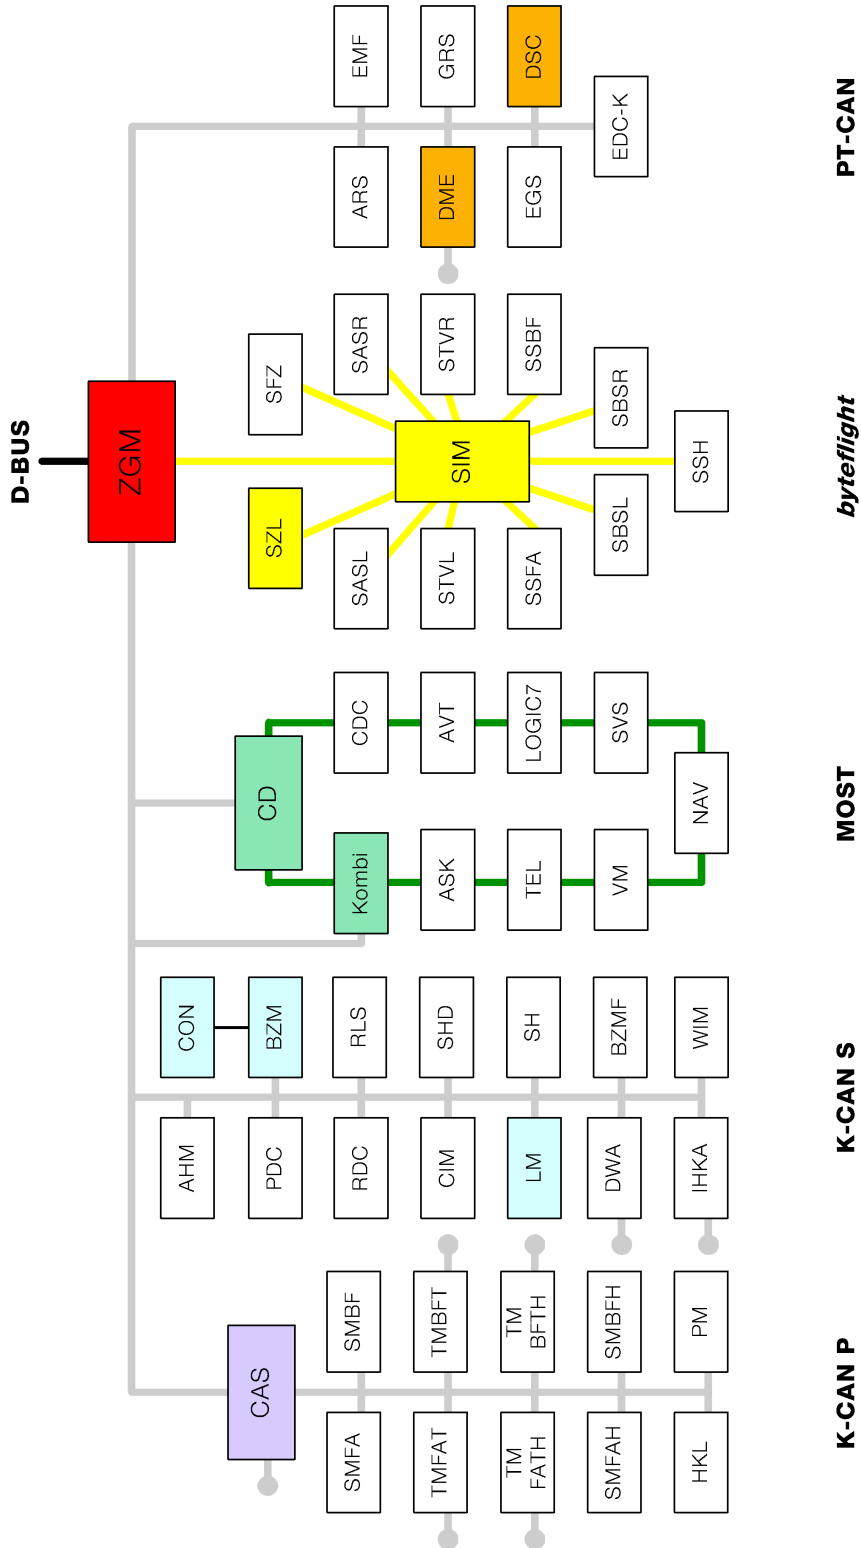 D-BUS
ZGM
CAS
SMFA
SMBF
TMFAT
TMBFT
TM
FATH
TM
BFTH
SMFAH
SMBFH
HKL
PM
K-CAN P
AHM
CON
PDC
BZM
RDC
RLS
CIM
SHD
LM
SH
DWA
BZMF
IHKA
WIM
K-CAN S
CD
Kombi
CDC
ASK
AVT
TEL
LOGIC7
VM
SVS
NAV
MOST
SZL
SFZ
SASL
SASR
SIM
STVL
STVR
SSFA
SSBF
SBSL
SBSR
SSH
byteflight
ARS
EMF
DME
GRS
EGS
DSC
EDC-K
PT-CAN